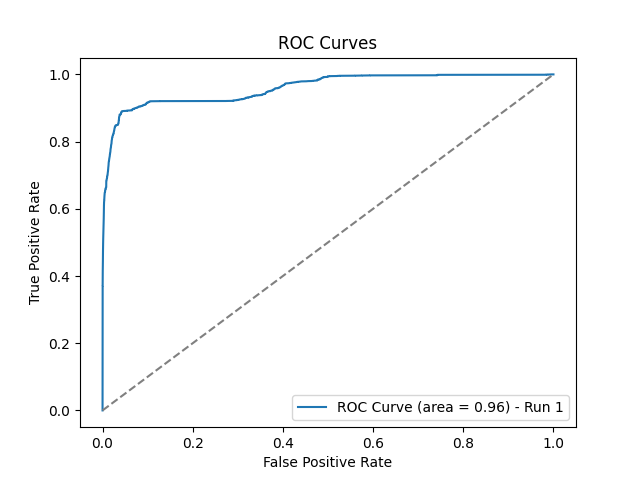 ROC Curves
1.0
0.8
0.6
0.4
0.2
0.0
True Positive Rate
ROC Curve (area = 0.96) - Run 1
0.0 0.2 0.4 0.6 0.8 1.0
False Positive Rate